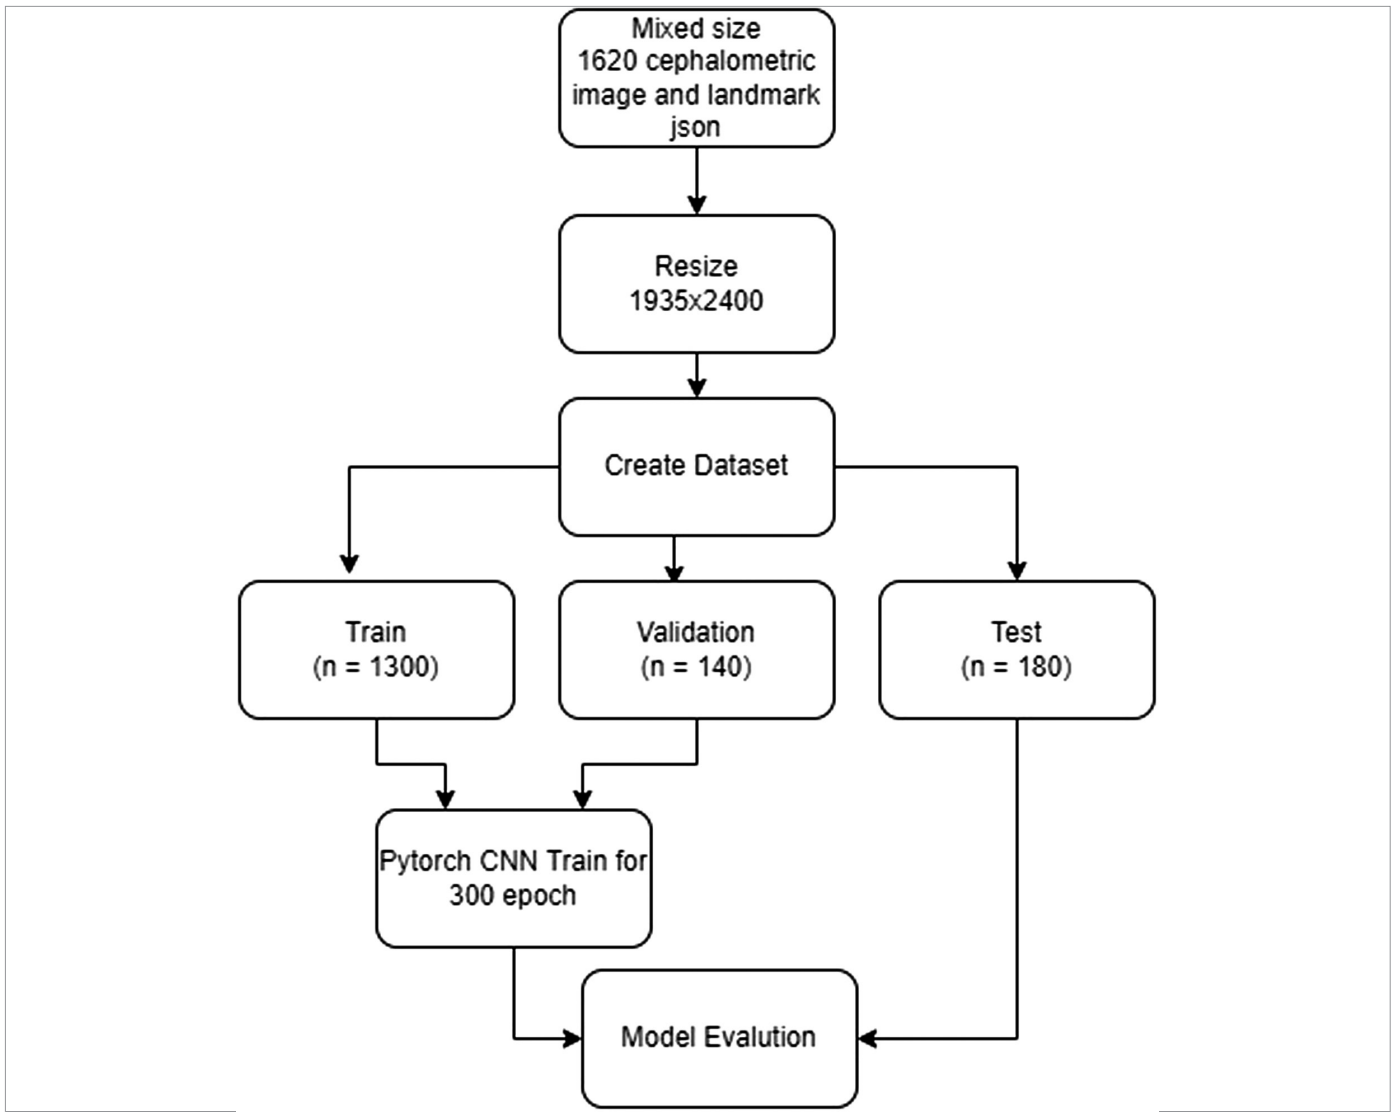 Mixed size
1620 cephalometric
image and landmark
json
Resize
1935x2400
Create Dataset
Train
(n = 1300)
Validation
(n = 140)
Test
(n = 180)
Pytorch CNN Train for
300 epoch
Model Evalution